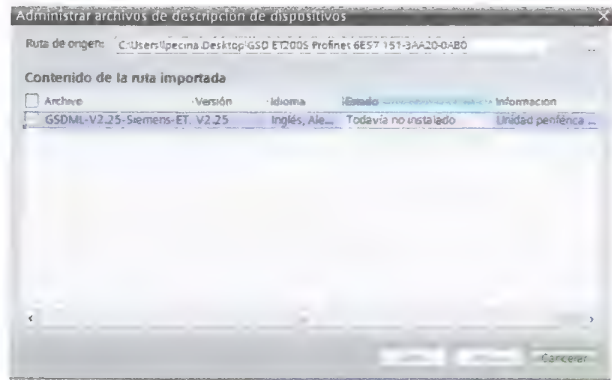 Administrar archivos de descripción de dispositivos
Ruta de origen: C:\Users\lpecina.Desktop\GSD ET200S Profinet 6ES7 151-3AA20-0AB0
Contenido de la ruta importada
Archivo Versión Idioma Estado Información
GSDML-V2.25-Siemens-ET. V2.25 Inglés, Ale... Todavía no instalado Unidad periférica ...
Cancelar